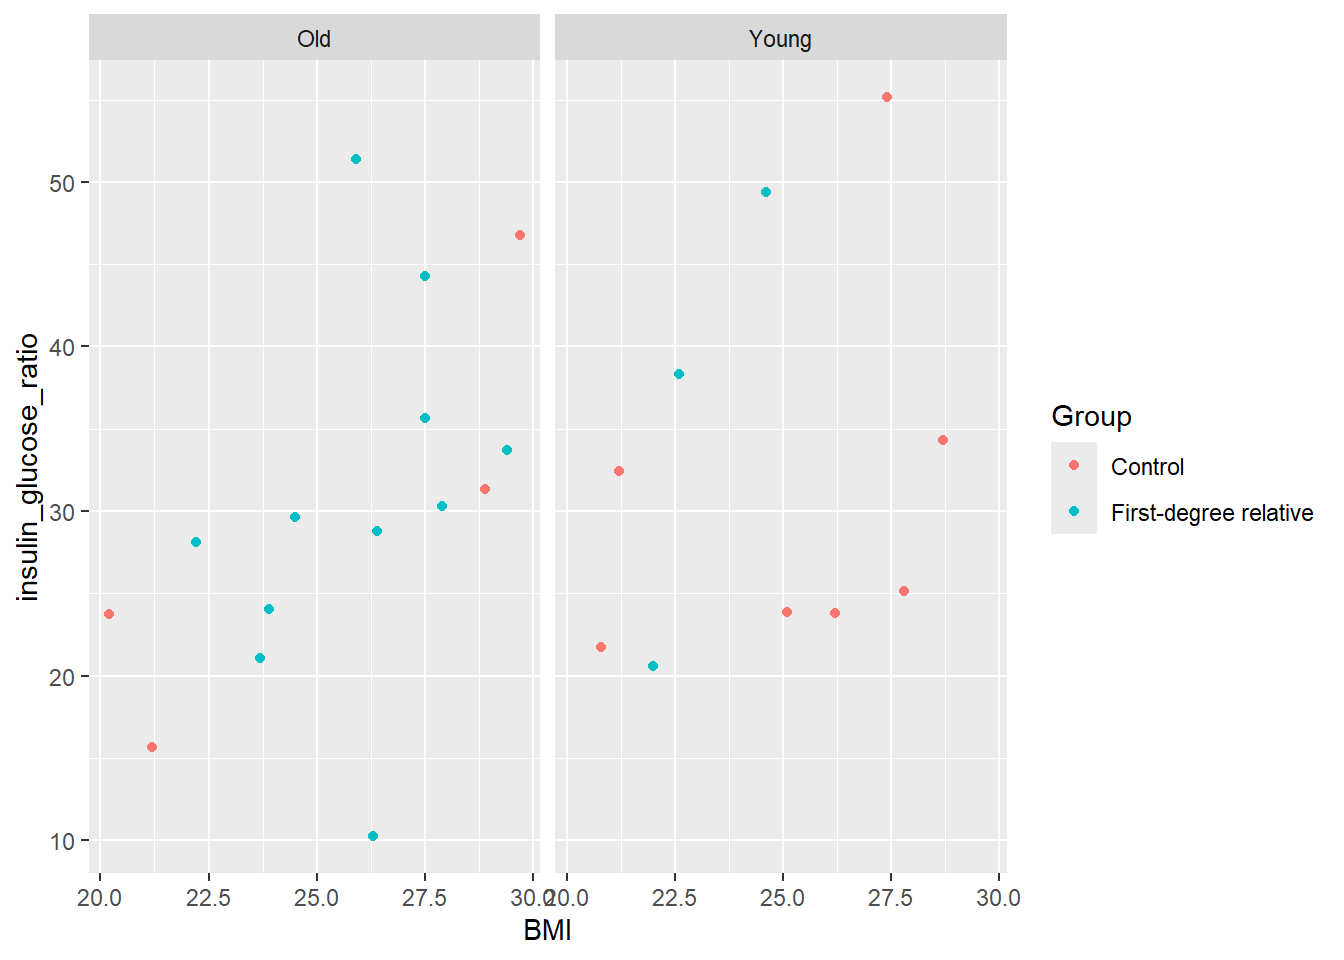 Old
Young
insulin_glucose_ratio
50
40
30
20
10
20.0 22.5 25.0 27.5 30.0
20.0 22.5 25.0 27.5 30.0
BMI
Group
Control
First-degree relative